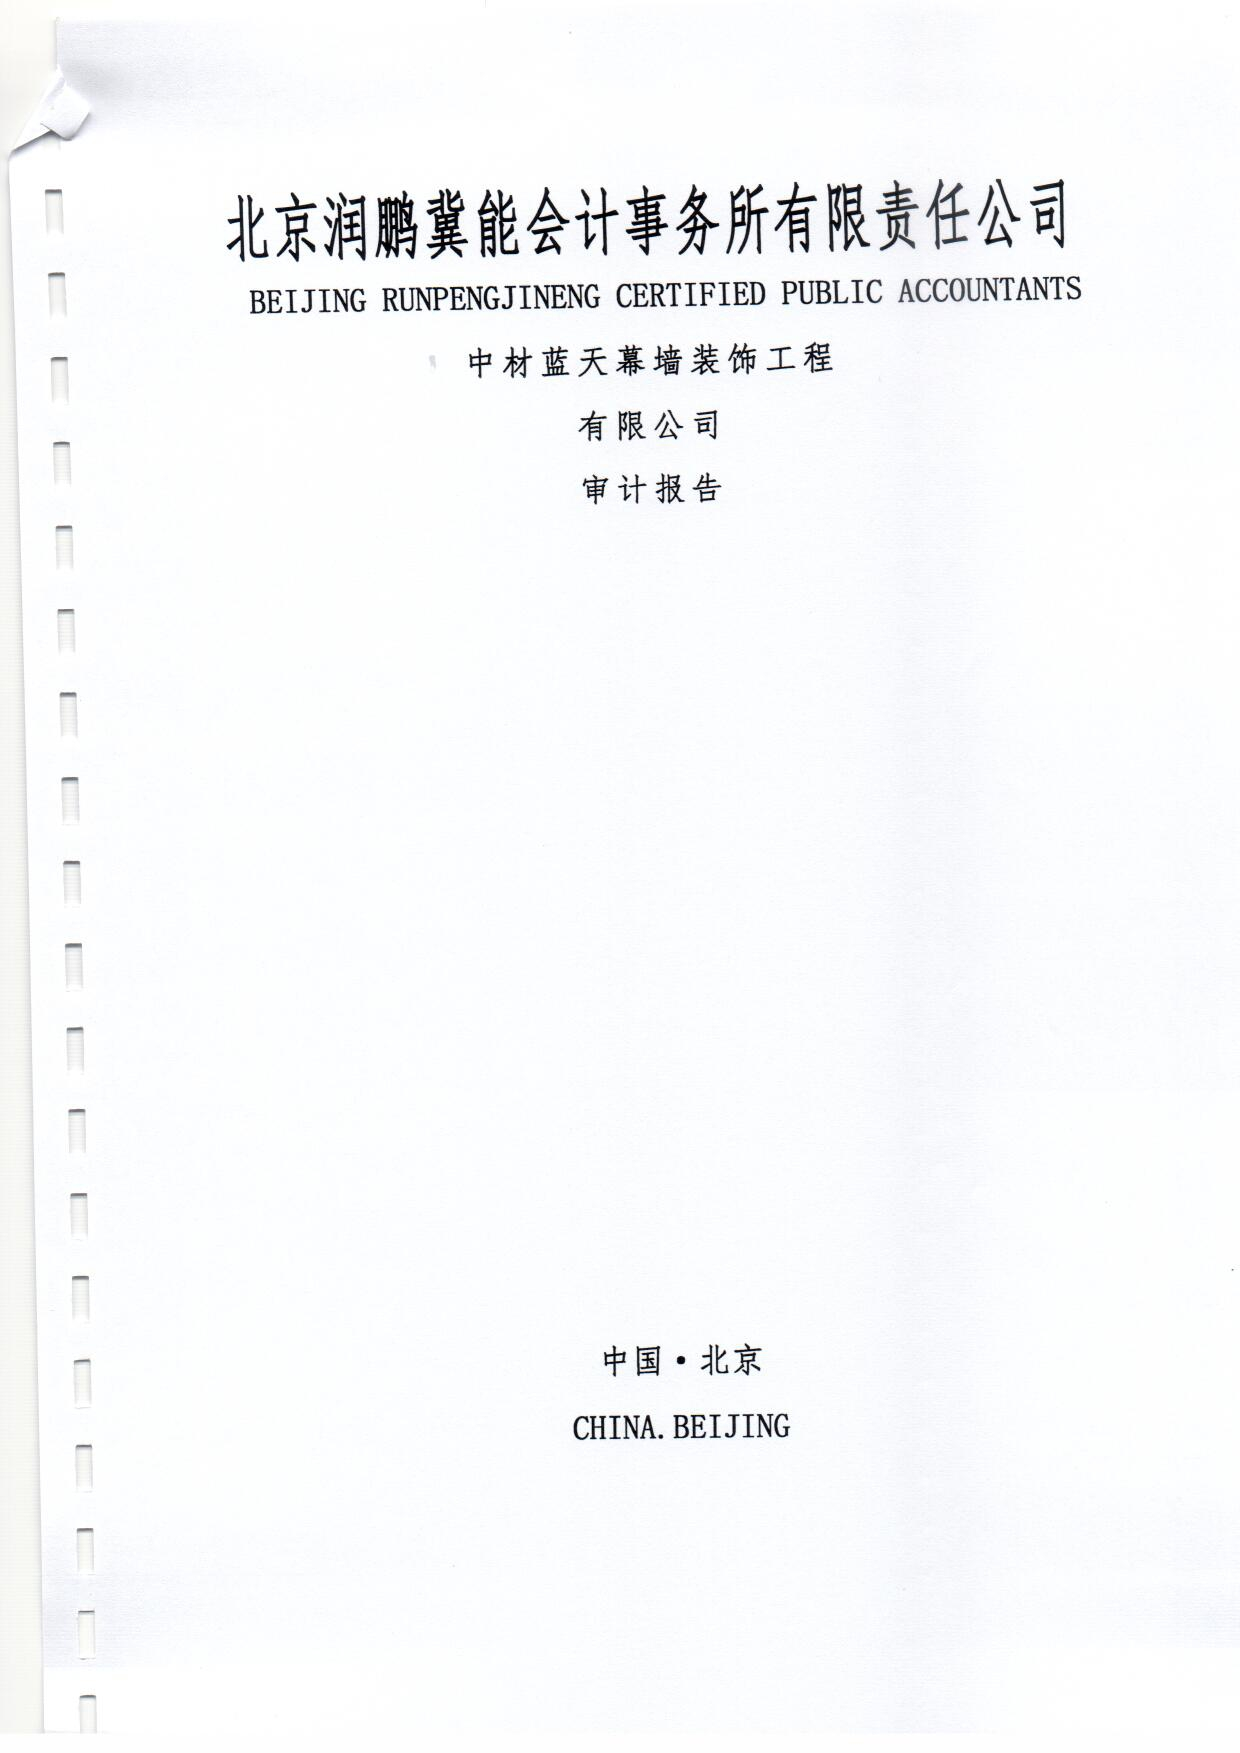 北京润鹏冀能会计事务所有限责任公司
BEIJING RUNPENGJINENG CERTIFIED PUBLIC ACCOUNTANTS
中材蓝天幕墙装饰工程
有限公司
审计报告
中国·北京
CHINA. BEIJING